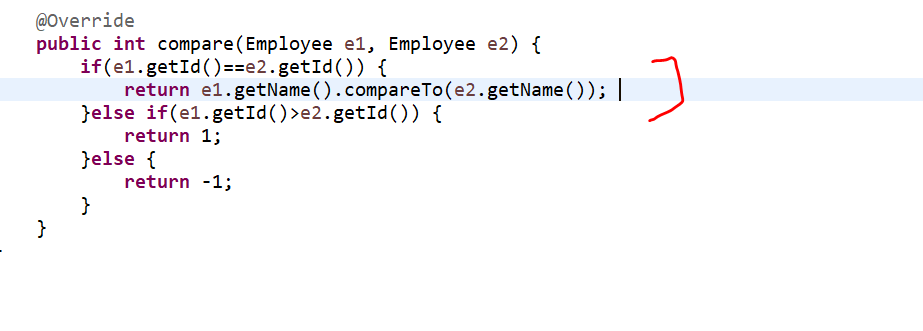 @Override
public int compare(Employee e1, Employee e2) {
if(e1.getId()==e2.getId()) {
return e1.getName().compareTo(e2.getName());
}else if(e1.getId()>e2.getId()) {
return 1;
}else {
return -1;
}
}